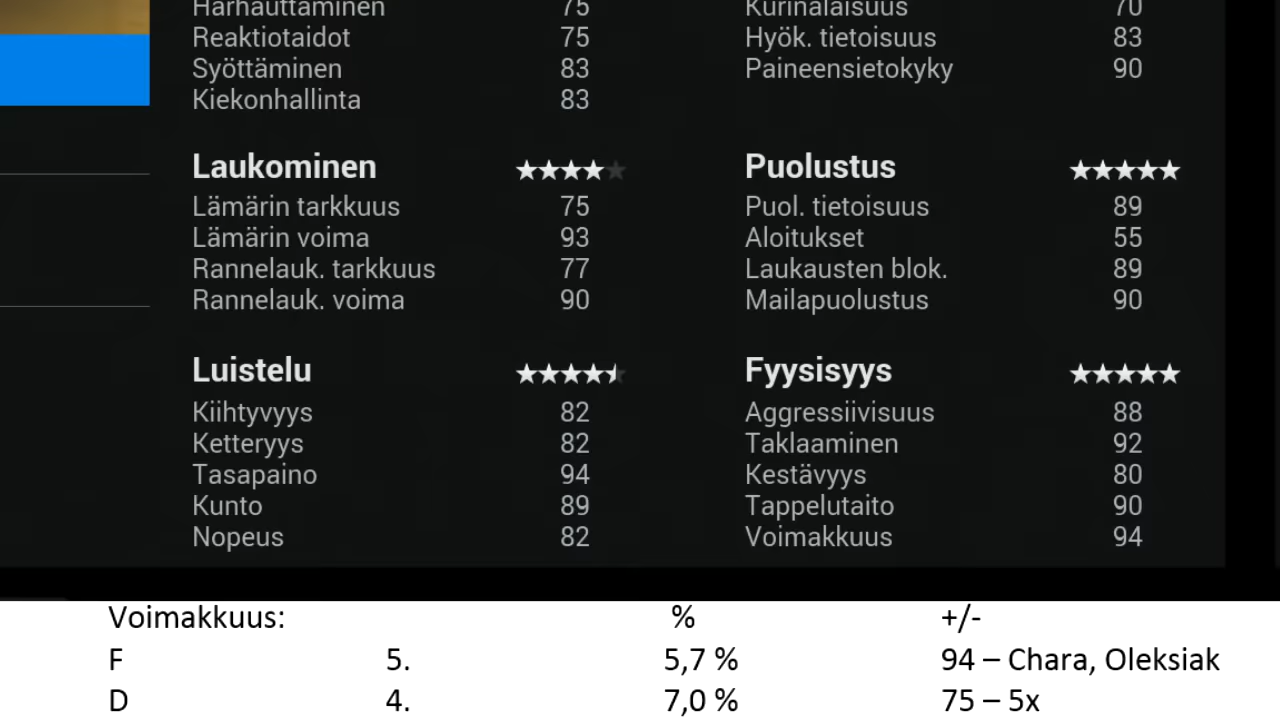 Harhauttaminen 75
Reaktiotaidot 75
Syöttäminen 83
Kiekonhallinta 83
Kurinalaisuus 70
Hyök. tietoisuus 83
Paineensietokyky 90
Laukominen
Lämärin tarkkuus 75
Lämärin voima 93
Rannelauk. tarkkuus 77
Rannelauk. voima 90
Puolustus
Puol. tietoisuus 89
Aloitukset 55
Laukausten blok. 89
Mailapuolustus 90
Luistelu
Kiihtyvyys 82
Ketteryys 82
Tasapaino 94
Kunto 89
Nopeus 82
Fyysisyys
Aggressiivisuus 88
Taklaaminen 92
Kestävyys 80
Tappelutaito 90
Voimakkuus 94
Voimakkuus: % +/-
F 5. 5,7 % 94 – Chara, Oleksiak
D 4. 7,0 % 75 – 5x